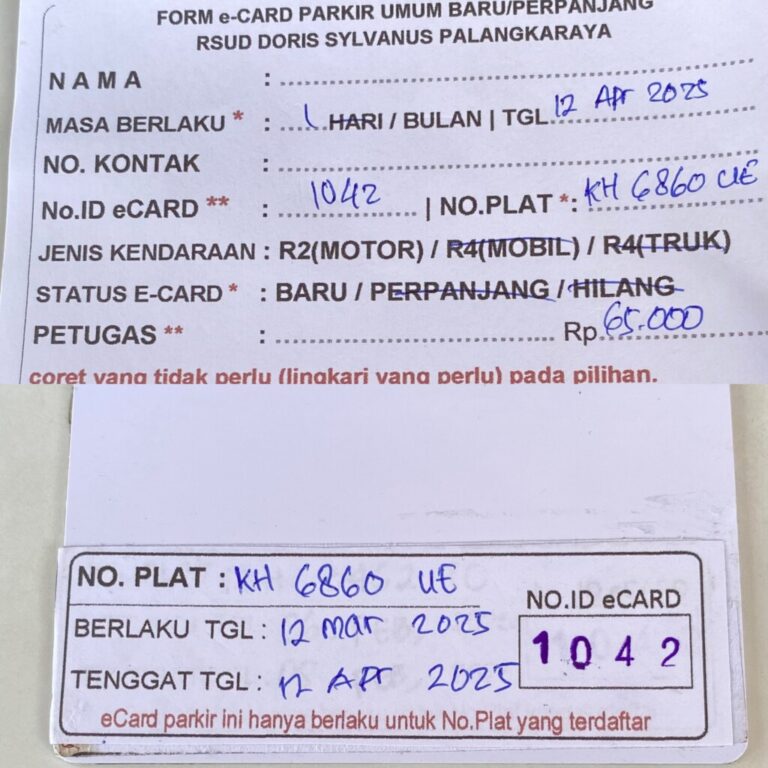 FORM e-CARD PARKIR UMUM BARU/PERPANJANG
RSUD DORIS SYLVANUS PALANGKARAYA
NAMA : ....................
MASA BERLAKU * : ..... 1 HARI / BULAN | TGL. 12 Apr 2025
NO. KONTAK : ....................
No.ID eCARD ** : 1042 | NO.PLAT *: KH 6860 UE
JENIS KENDARAAN : R2(MOTOR) / R4(MOBIL) / R4(TRUK)
STATUS E-CARD * : BARU / PERPANJANG / HILANG
PETUGAS ** : .................... Rp. 65.000
coret yang tidak perlu (lingkari yang perlu) pada pilihan.
NO. PLAT : KH 6860 UE
BERLAKU TGL : 12 Mar 2025
TENGGAT TGL : 12 APr 2025
NO.ID eCARD
1042
eCard parkir ini hanya berlaku untuk No.Plat yang terdaftar